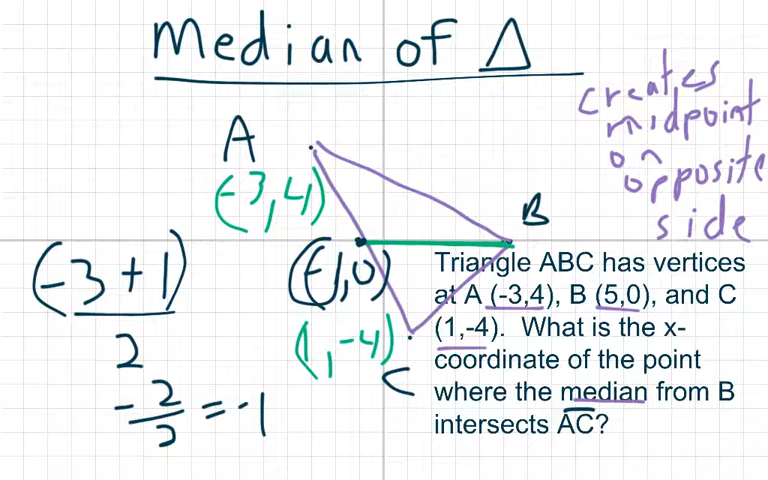 Median of Δ
creates
midpoint
on
opposite
side
A
(-3,4)
B
(-3+1)
2
-2/2 = -1
(-1,0)
(1,-4)
C
Triangle ABC has vertices
at A (-3,4), B (5,0), and C
(1,-4). What is the x-
coordinate of the point
where the median from B
intersects AC?